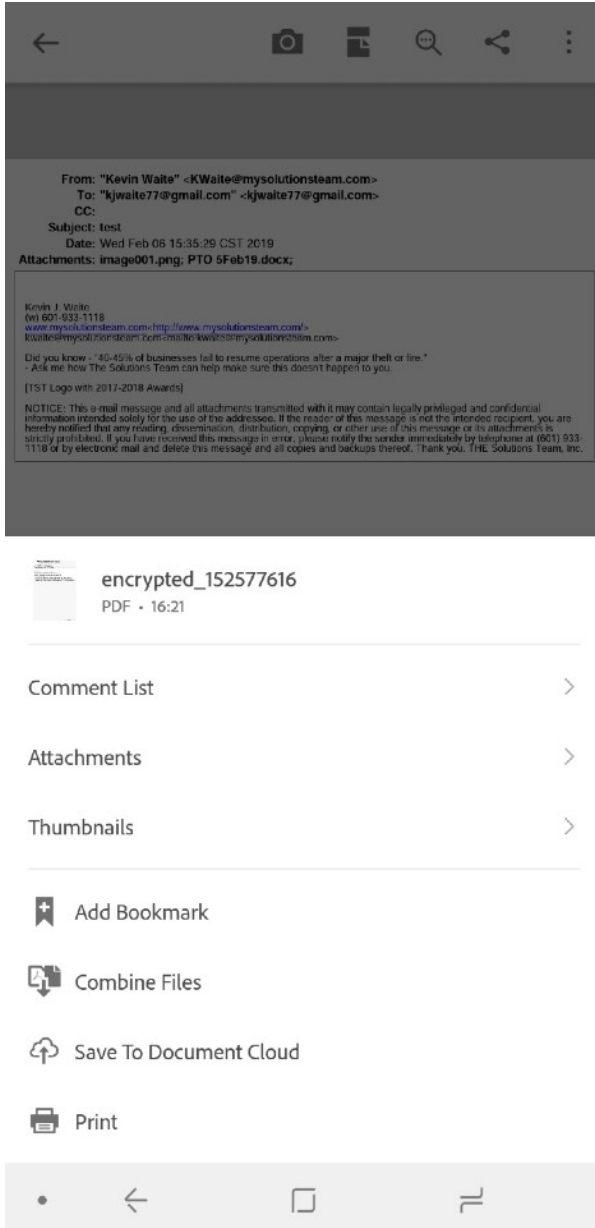 From: "Kevin Waite" <KWaite@mysolutionsteam.com>
To: "kjwaite77@gmail.com" <kjwaite77@gmail.com>
CC:
Subject: test
Date: Wed Feb 06 15:35:29 CST 2019
Attachments: image001.png; PTO 5Feb19.docx;
Kevin J. Waite
(w) 601-933-1118
www.mysolutionsteam.com<http://www.mysolutionsteam.com/>
kwaite@mysolutionsteam.com<mailto:kwaite@mysolutionsteam.com>
Did you know - "40-45% of businesses fail to resume operations after a major theft or fire."
- Ask me how The Solutions Team can help make sure this doesn't happen to you.
[TST Logo with 2017-2018 Awards]
NOTICE: This e-mail message and all attachments transmitted with it may contain legally privileged and confidential
information intended solely for the use of the addressee. If the reader of this message is not the intended recipient, you are
hereby notified that any reading, dissemination, distribution, copying, or other use of this message or its attachments is
strictly prohibited. If you have received this message in error, please notify the sender immediately by telephone at (601) 933-
1118 or by electronic mail and delete this message and all copies and backups thereof. Thank you. THE Solutions Team, Inc.
encrypted_152577616
PDF • 16:21
Comment List
Attachments
Thumbnails
Add Bookmark
Combine Files
Save To Document Cloud
Print